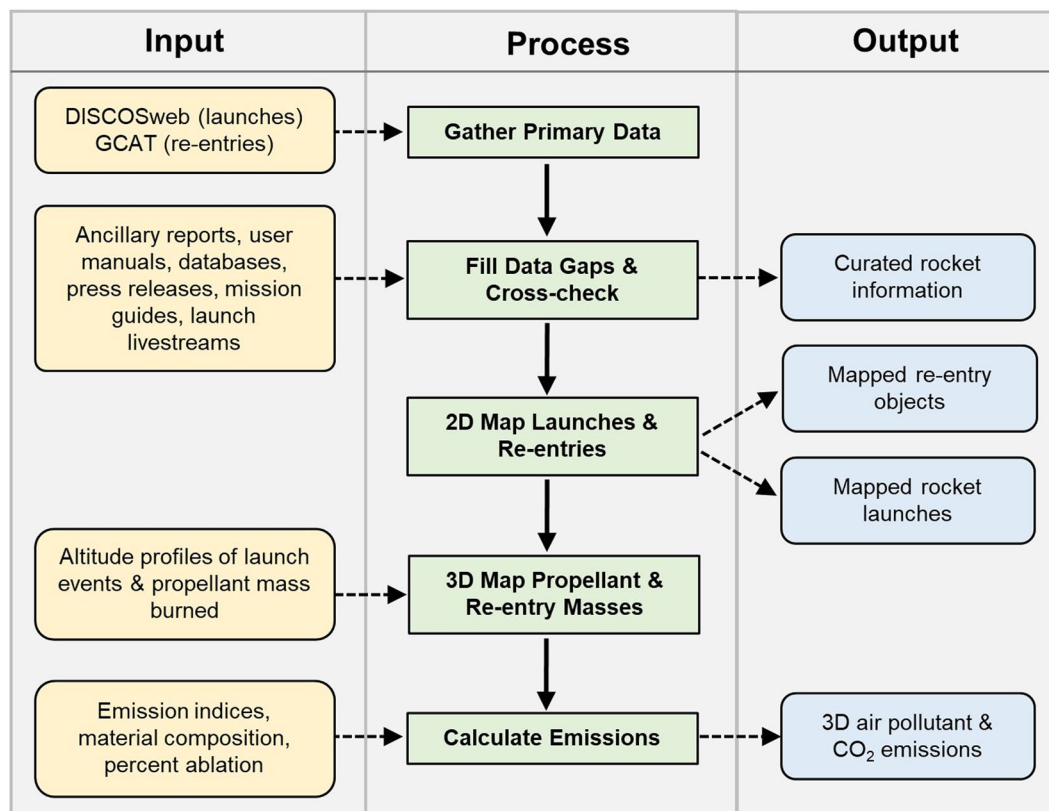 Input
Process
Output
DISCOSweb (launches)
GCAT (re-entries)
Gather Primary Data
Ancillary reports, user
manuals, databases,
press releases, mission
guides, launch
livestreams
Fill Data Gaps &
Cross-check
Curated rocket
information
2D Map Launches &
Re-entries
Mapped re-entry
objects
Mapped rocket
launches
Altitude profiles of launch
events & propellant mass
burned
3D Map Propellant &
Re-entry Masses
Emission indices,
material composition,
percent ablation
Calculate Emissions
3D air pollutant &
CO₂ emissions